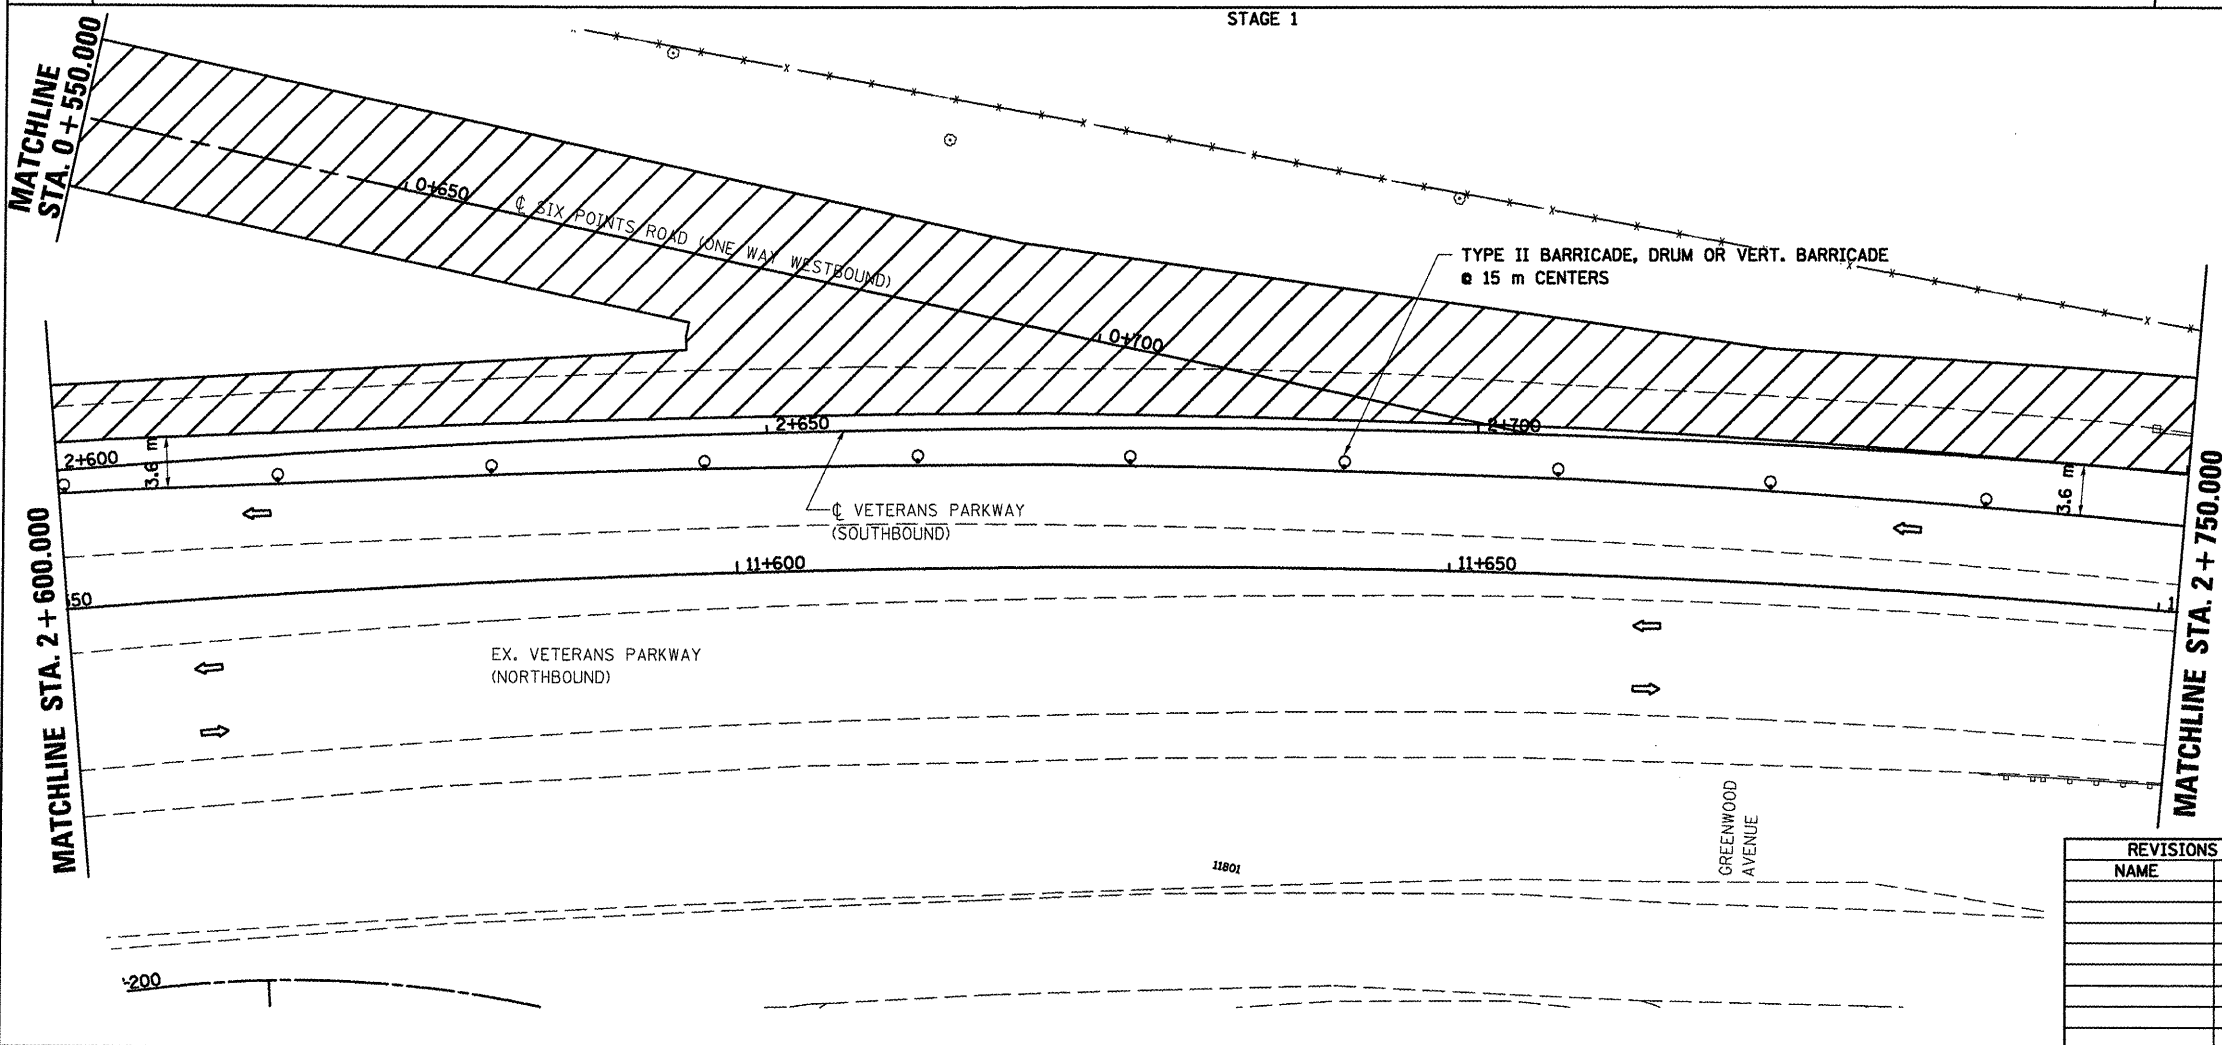 STAGE 1
MATCHLINE
STA. 0+550.000
0+650
℄ SIX POINTS ROAD (ONE WAY WESTBOUND)
TYPE II BARRICADE, DRUM OR VERT. BARRICADE
@ 15 m CENTERS
0+700
2+650
2+700
2+600
3.6 m
3.6 m
℄ VETERANS PARKWAY
(SOUTHBOUND)
11+600
11+650
50
1
MATCHLINE STA. 2+600.000
MATCHLINE STA. 2+750.000
EX. VETERANS PARKWAY
(NORTHBOUND)
GREENWOOD
AVENUE
11801
200
REVISIONS
NAME